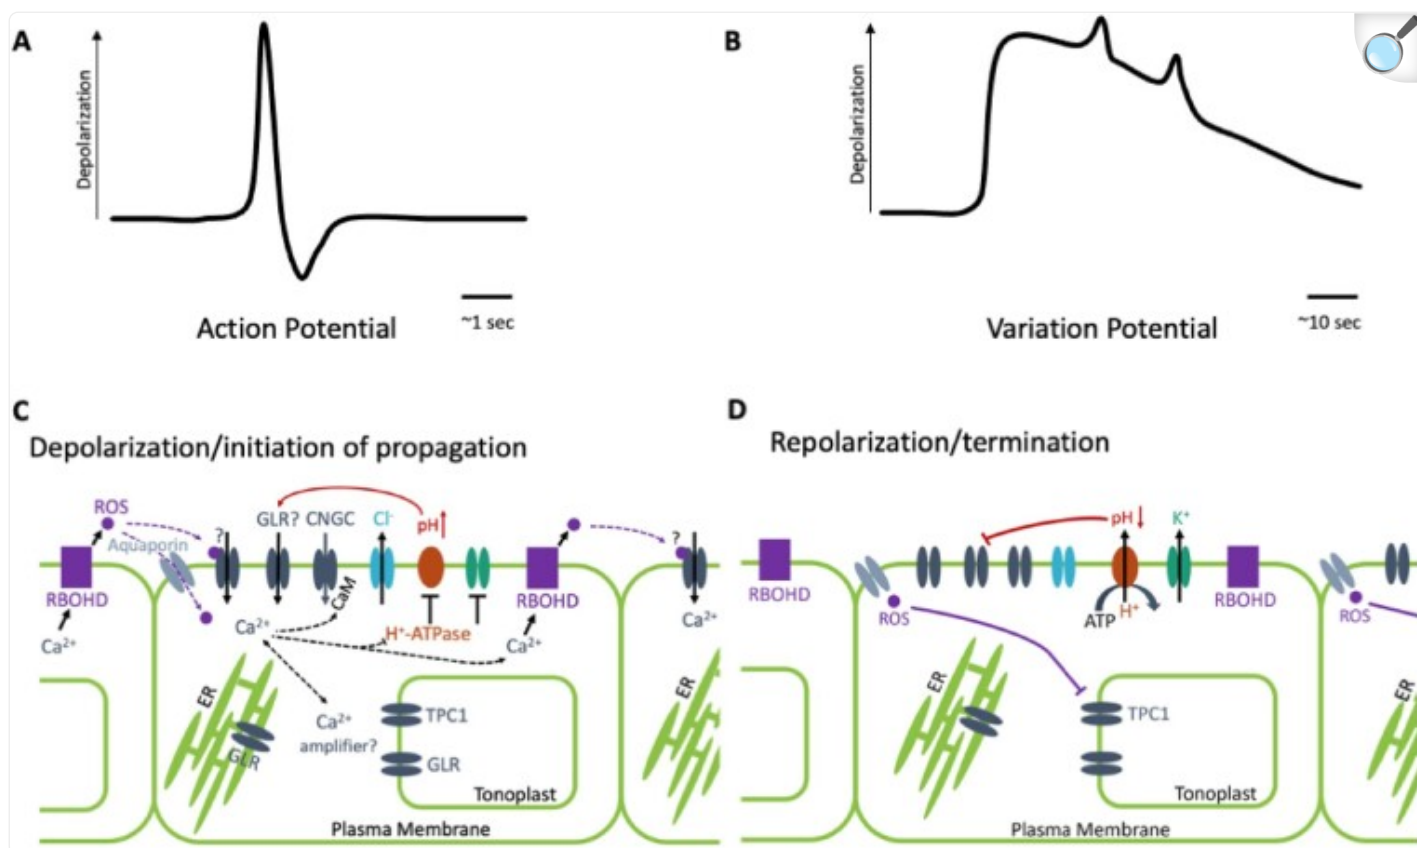 A
Depolarization
Action Potential
~1 sec
B
Depolarization
Variation Potential
~10 sec
C
Depolarization/initiation of propagation
ROS
Aquaporin
?
GLR? CNGC Cl⁻
pH
?
RBOHD
CaM
RBOHD
Ca²⁺
Ca²⁺
H⁺-ATPase
Ca²⁺
Ca²⁺
ER
GLR
Ca²⁺
amplifier?
TPC1
GLR
ER
Tonoplast
Plasma Membrane
D
Repolarization/termination
pH
K⁺
RBOHD
ROS
ATP
H⁺
RBOHD
ROS
ER
TPC1
ER
Tonoplast
Plasma Membrane